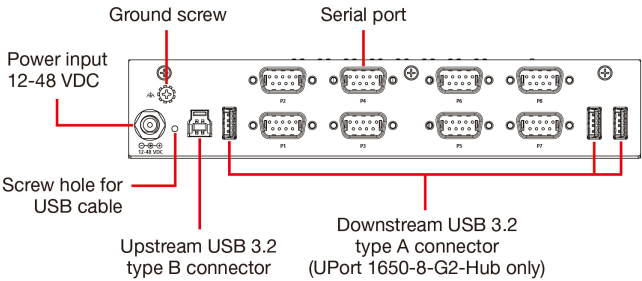 Ground screw
Serial port
Power input
12-48 VDC
P2
P4
P6
P8
P1
P3
P5
P7
12-48 VDC
Screw hole for
USB cable
Upstream USB 3.2
type B connector
Downstream USB 3.2
type A connector
(UPort 1650-8-G2-Hub only)